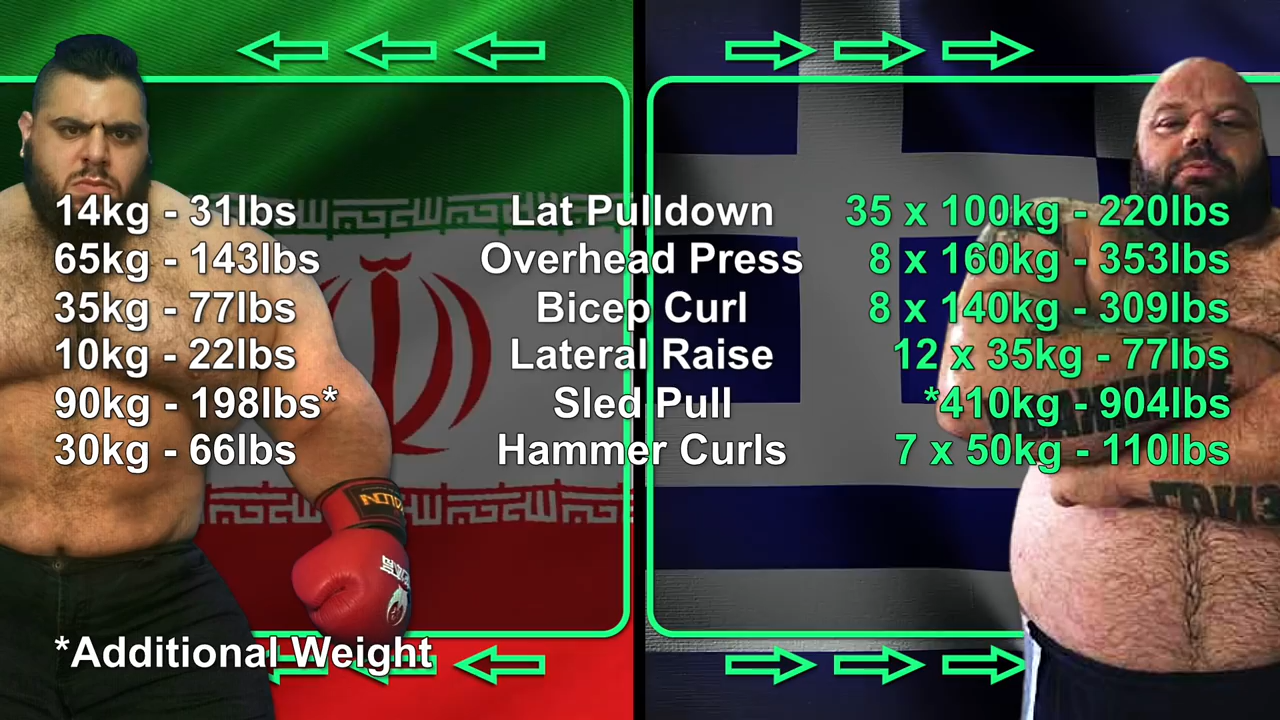 14kg - 31lbs Lat Pulldown 35 x 100kg - 220lbs
65kg - 143lbs Overhead Press 8 x 160kg - 353lbs
35kg - 77lbs Bicep Curl 8 x 140kg - 309lbs
10kg - 22lbs Lateral Raise 12 x 35kg - 77lbs
90kg - 198lbs* Sled Pull *410kg - 904lbs
30kg - 66lbs Hammer Curls 7 x 50kg - 110lbs
*Additional Weight